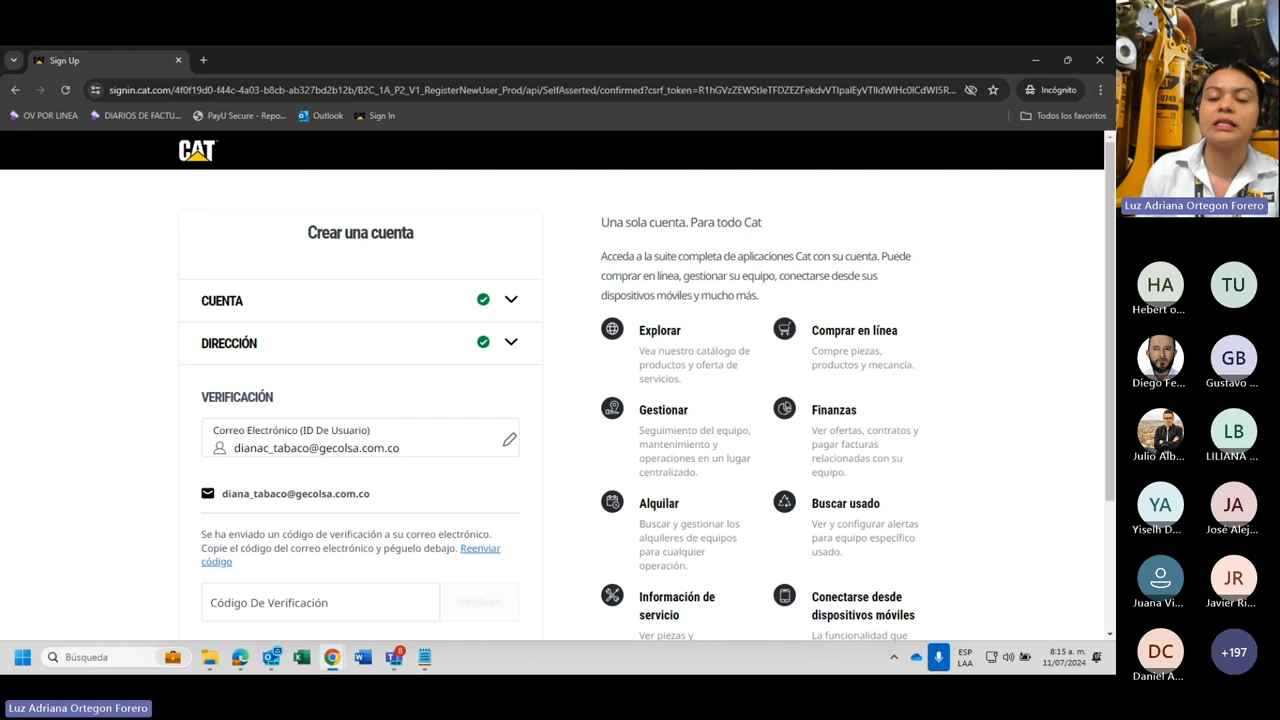 Sign Up
signin.cat.com/4f0f19d0-f44c-4a03-b8cb-ab327bd2b12b/B2C_1A_P2_V1_RegisterNewUser_Prod/api/SelfAsserted/confirmed?csrf_token=R1hGVzZEWStleTFDZEZFekdvVTlpalEyVTlldWlHc0lCdWI5R...
Incógnito
OV POR LINEA
DIARIOS DE FACTU...
PayU Secure - Repo...
Outlook
Sign In
Todos los favoritos
CAT
Crear una cuenta
CUENTA
DIRECCIÓN
VERIFICACIÓN
Correo Electrónico (ID De Usuario)
dianac_tabaco@gecolsa.com.co
diana_tabaco@gecolsa.com.co
Se ha enviado un código de verificación a su correo electrónico.
Copie el código del correo electrónico y péguelo debajo. Reenviar
código
Código De Verificación
Verificar
Una sola cuenta. Para todo Cat
Acceda a la suite completa de aplicaciones Cat con su cuenta. Puede
comprar en línea, gestionar su equipo, conectarse desde sus
dispositivos móviles y mucho más.
Explorar
Vea nuestro catálogo de
productos y oferta de
servicios.
Comprar en línea
Compre piezas,
productos y mecancía.
Gestionar
Seguimiento del equipo,
mantenimiento y
operaciones en un lugar
centralizado.
Finanzas
Ver ofertas, contratos y
pagar facturas
relacionadas con su
equipo.
Alquilar
Buscar y gestionar los
alquileres de equipos
para cualquier
operación.
Buscar usado
Ver y configurar alertas
para equipo específico
usado.
Información de
servicio
Ver piezas y
Conectarse desde
dispositivos móviles
La funcionalidad que
Búsqueda
8
ESP
LAA
8:15 a. m.
11/07/2024
0749
Luz Adriana Ortegon Forero
HA
Hebert o...
TU
Diego Fe...
GB
Gustavo ...
Julio Alb...
LB
LILIANA ...
YA
Yiselh D...
JA
José Alej...
Juana Vi...
JR
Javier Ri...
DC
Daniel A...
+197
Luz Adriana Ortegon Forero